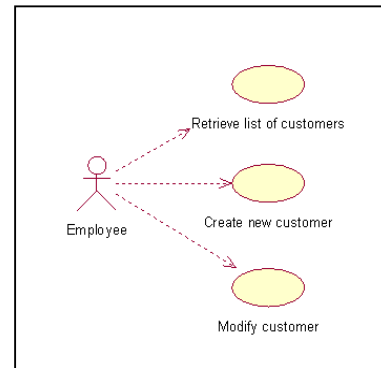 Retrieve list of customers
Employee
Create new customer
Modify customer